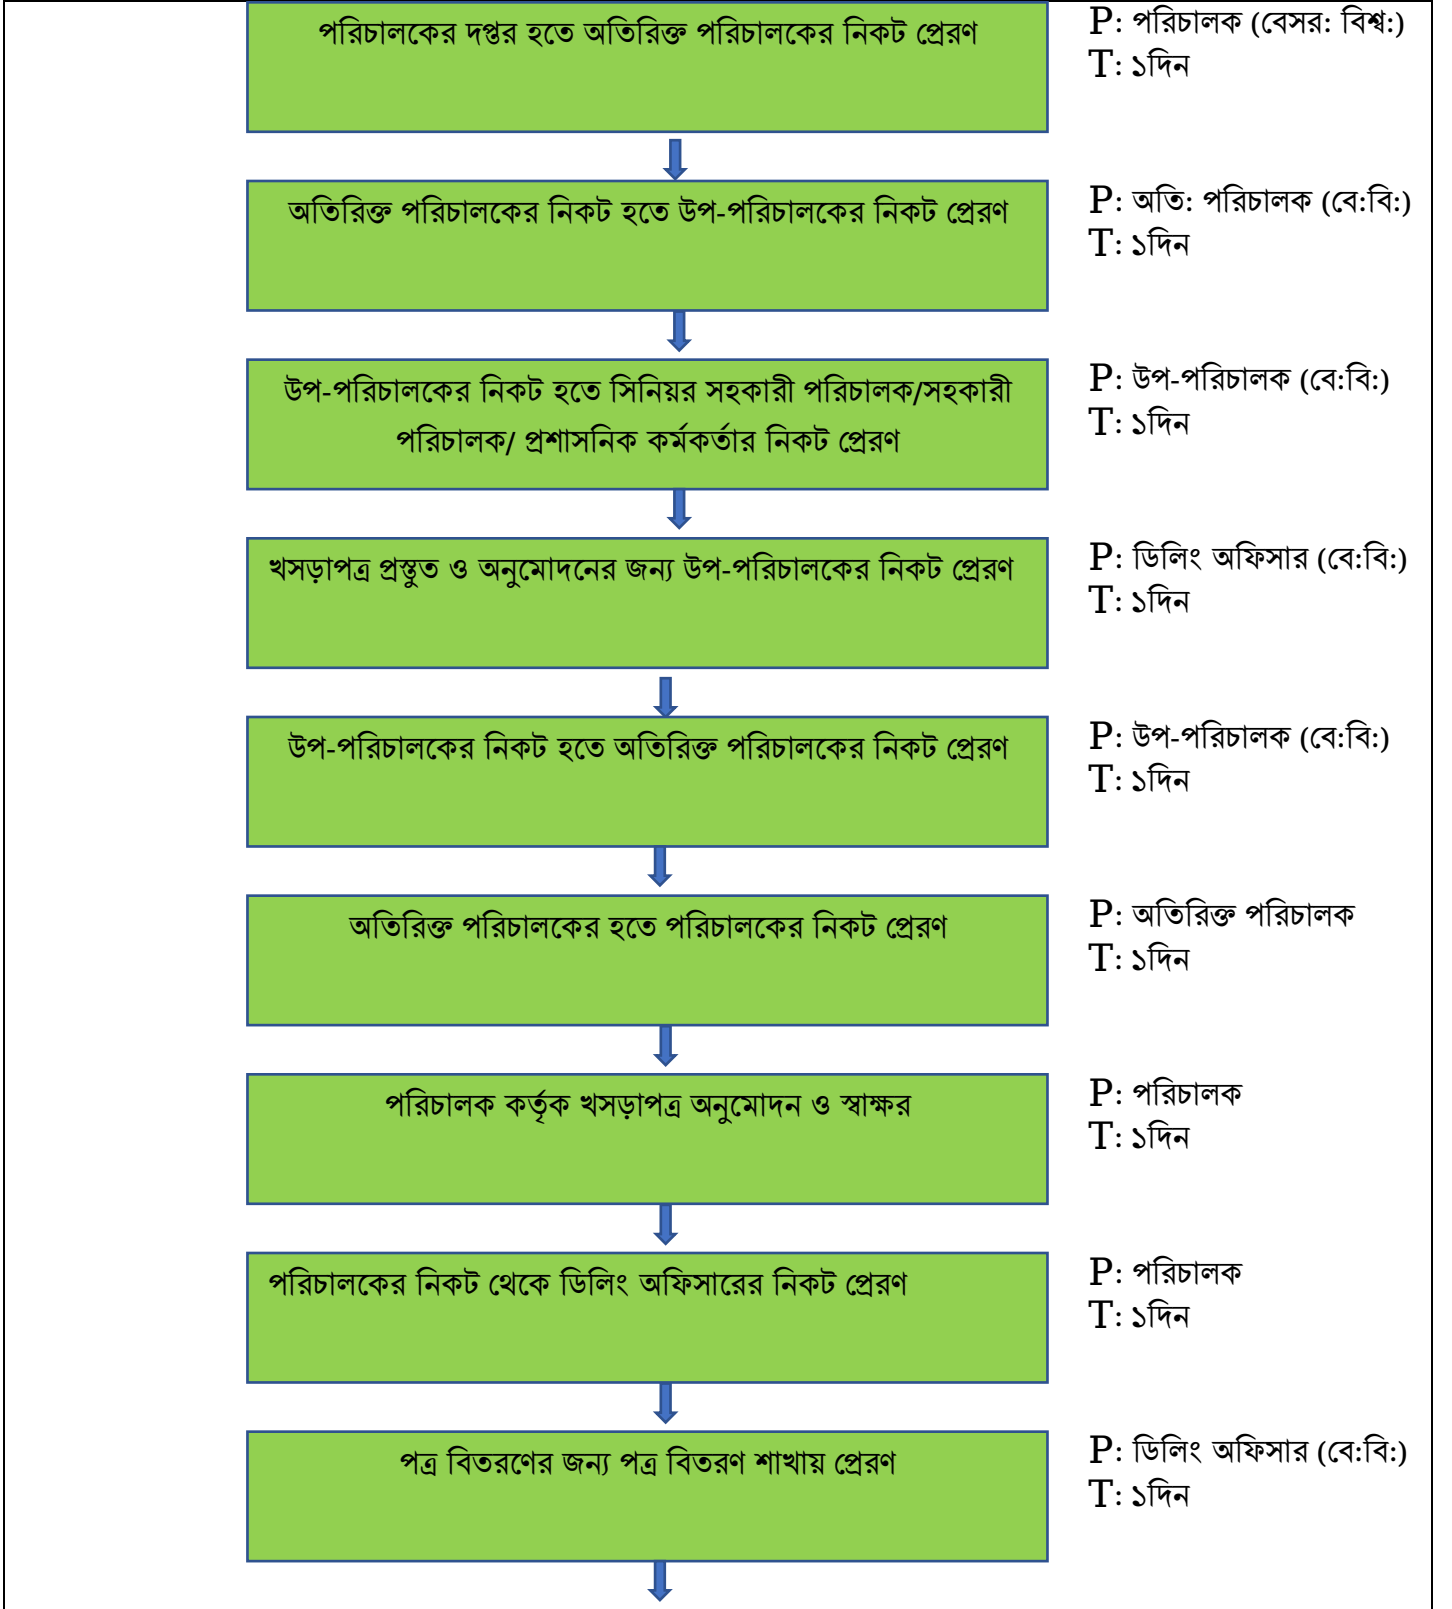 পরিচালকের দপ্তর হতে অতিরিক্ত পরিচালকের নিকট প্রেরণ
P: পরিচালক (বেসর: বিশ্ব:)
T: ১দিন
অতিরিক্ত পরিচালকের নিকট হতে উপ-পরিচালকের নিকট প্রেরণ
P: অতি: পরিচালক (বে:বি:)
T: ১দিন
উপ-পরিচালকের নিকট হতে সিনিয়র সহকারী পরিচালক/সহকারী
পরিচালক/ প্রশাসনিক কর্মকর্তার নিকট প্রেরণ
P: উপ-পরিচালক (বে:বি:)
T: ১দিন
খসড়াপত্র প্রস্তুত ও অনুমোদনের জন্য উপ-পরিচালকের নিকট প্রেরণ
P: ডিলিং অফিসার (বে:বি:)
T: ১দিন
উপ-পরিচালকের নিকট হতে অতিরিক্ত পরিচালকের নিকট প্রেরণ
P: উপ-পরিচালক (বে:বি:)
T: ১দিন
অতিরিক্ত পরিচালকের হতে পরিচালকের নিকট প্রেরণ
P: অতিরিক্ত পরিচালক
T: ১দিন
পরিচালক কর্তৃক খসড়াপত্র অনুমোদন ও স্বাক্ষর
P: পরিচালক
T: ১দিন
পরিচালকের নিকট থেকে ডিলিং অফিসারের নিকট প্রেরণ
P: পরিচালক
T: ১দিন
পত্র বিতরণের জন্য পত্র বিতরণ শাখায় প্রেরণ
P: ডিলিং অফিসার (বে:বি:)
T: ১দিন